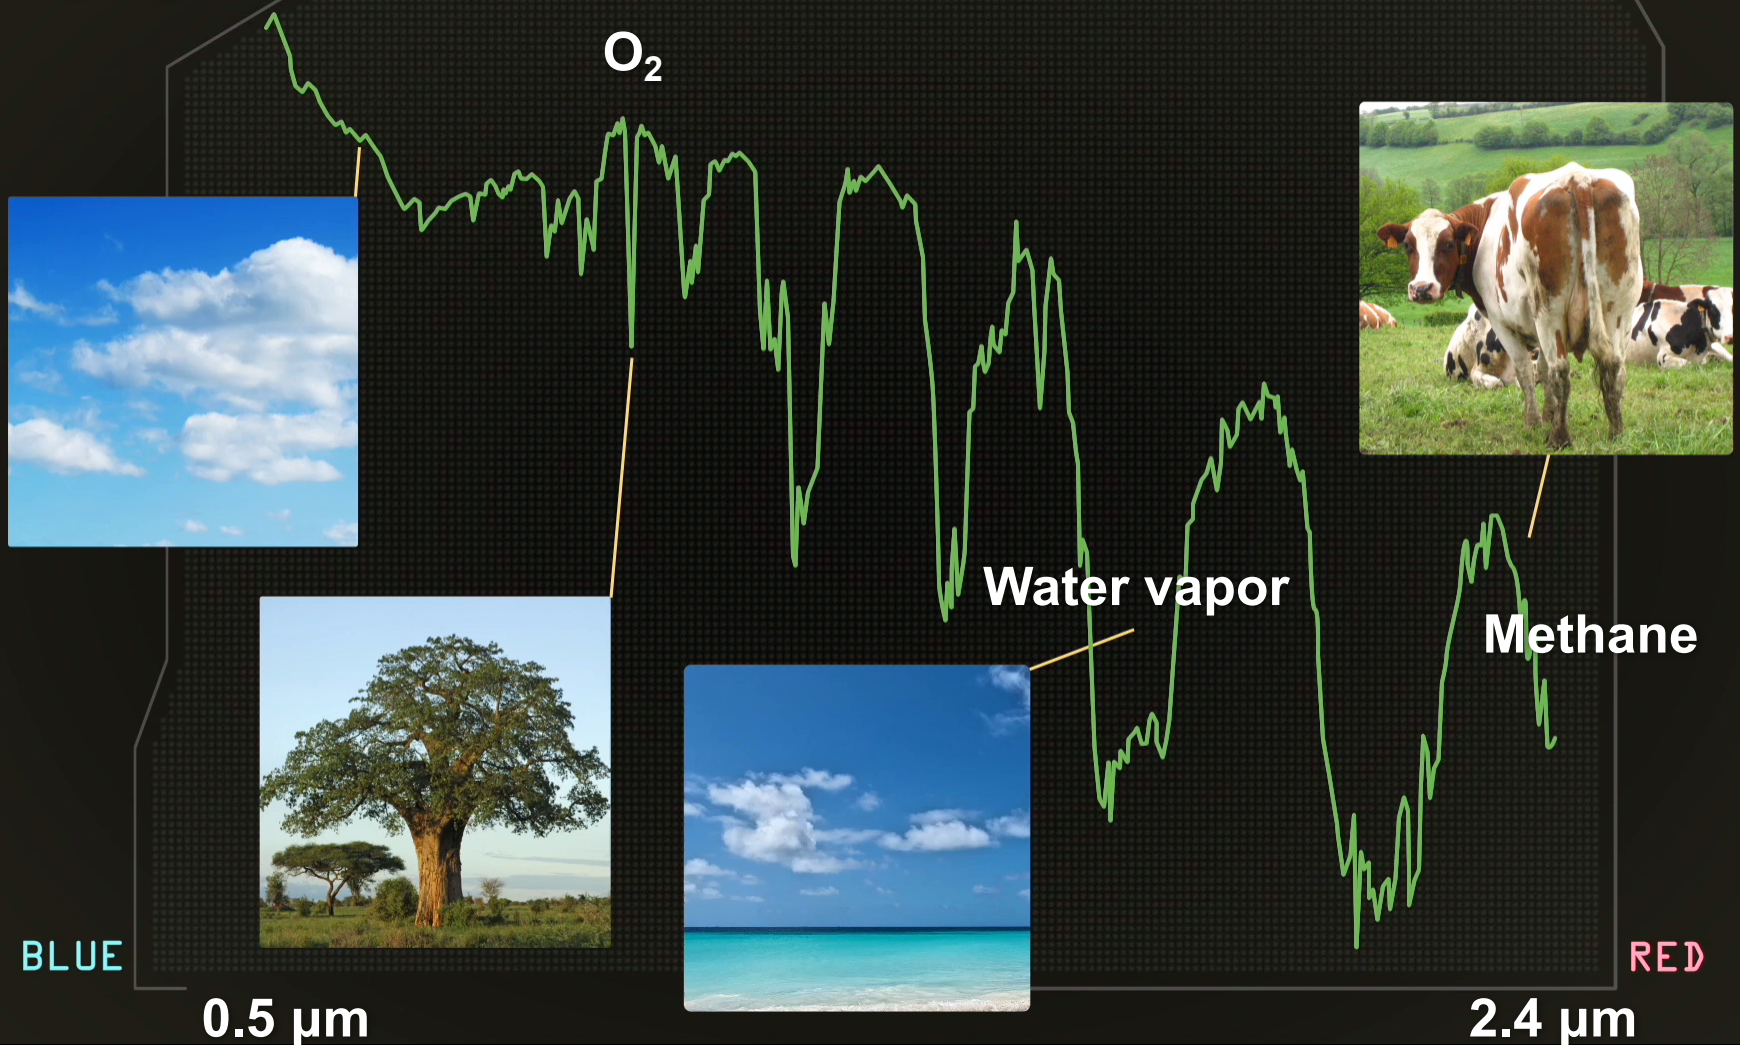 O₂
Water vapor
Methane
BLUE
RED
0.5 μm
2.4 μm